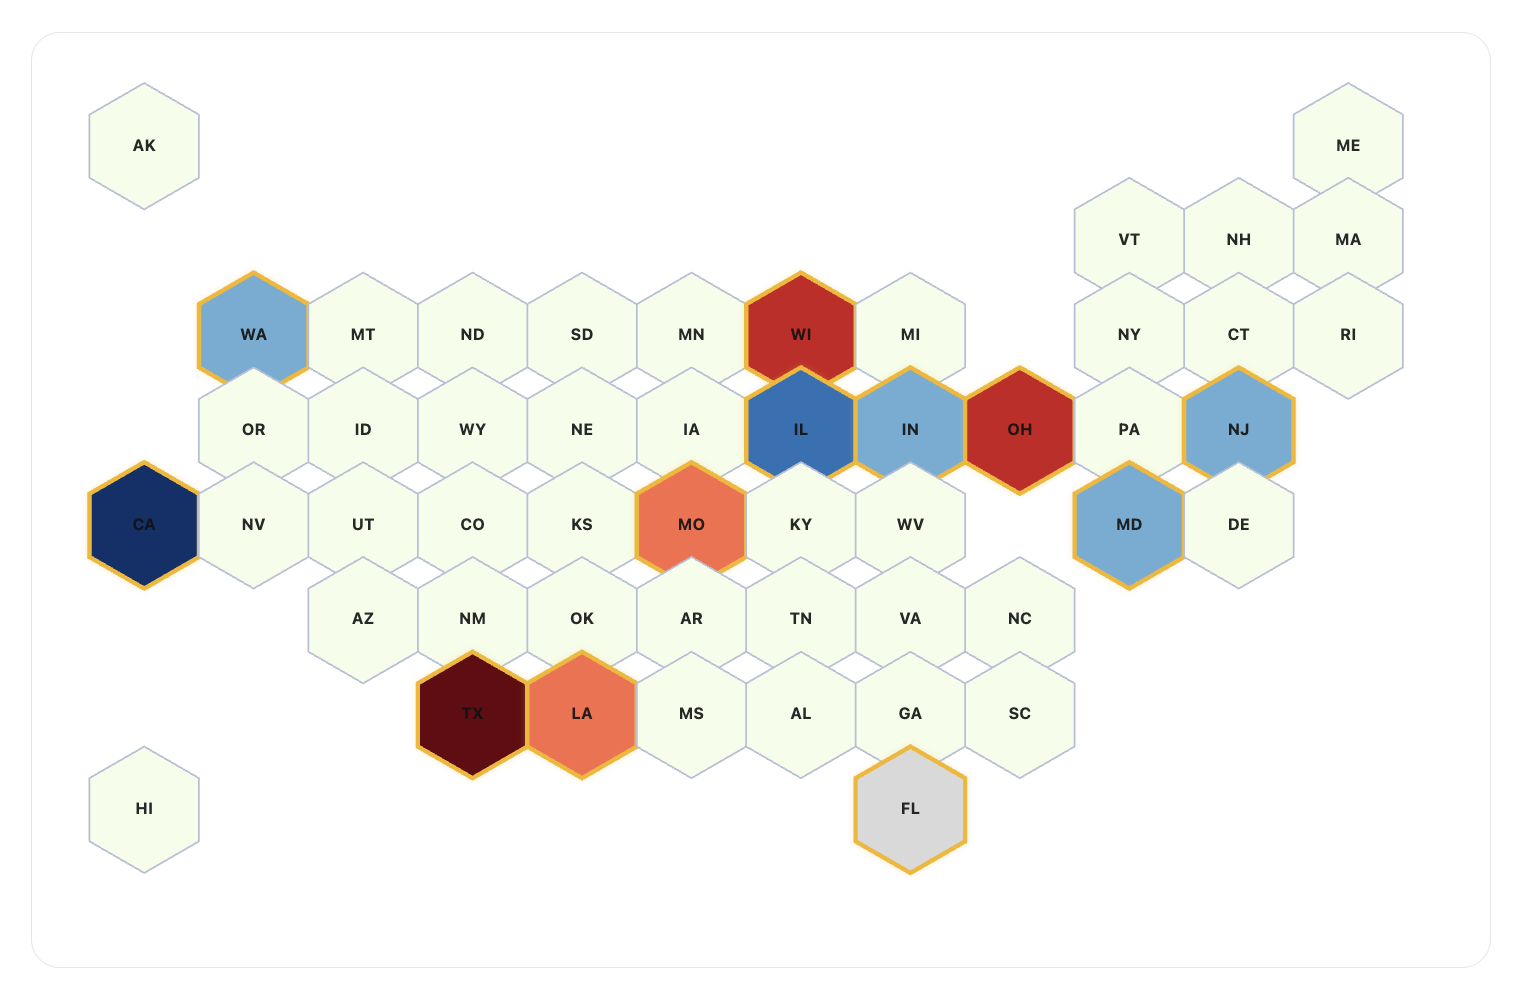 AK ME
VT NH MA
WA MT ND SD MN WI MI NY CT RI
OR ID WY NE IA IL IN OH PA NJ
CA NV UT CO KS MO KY WV MD DE
AZ NM OK AR TN VA NC
TX LA MS AL GA SC
HI FL